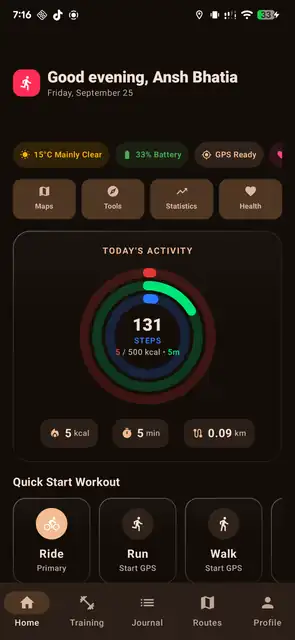 7:16
33
Good evening, Ansh Bhatia
Friday, September 25
15°C Mainly Clear
33% Battery
GPS Ready
Maps
Tools
Statistics
Health
TODAY'S ACTIVITY
131
STEPS
5 / 500 kcal • 5m
5 kcal
5 min
0.09 km
Quick Start Workout
Ride
Primary
Run
Start GPS
Walk
Start GPS
Home
Training
Journal
Routes
Profile